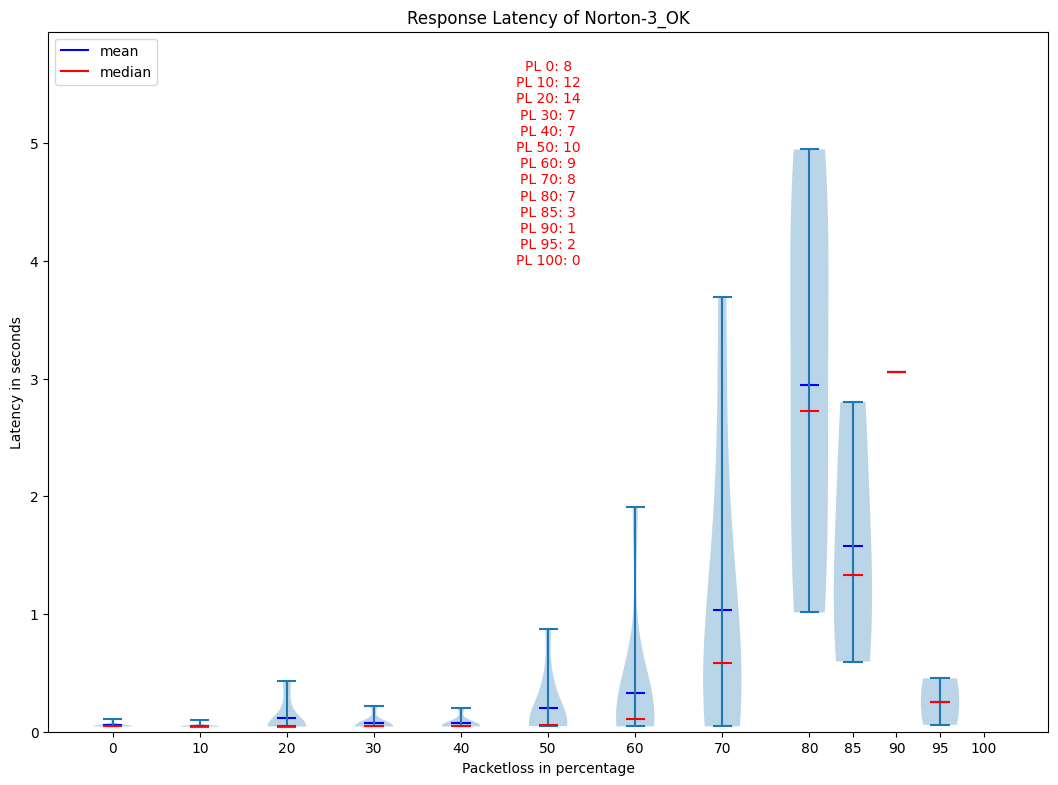 Response Latency of Norton-3_OK
mean
median
PL 0: 8
PL 10: 12
PL 20: 14
PL 30: 7
PL 40: 7
PL 50: 10
PL 60: 9
PL 70: 8
PL 80: 7
PL 85: 3
PL 90: 1
PL 95: 2
PL 100: 0
Latency in seconds
5
4
3
2
1
0
0 10 20 30 40 50 60 70 80 85 90 95 100
Packetloss in percentage